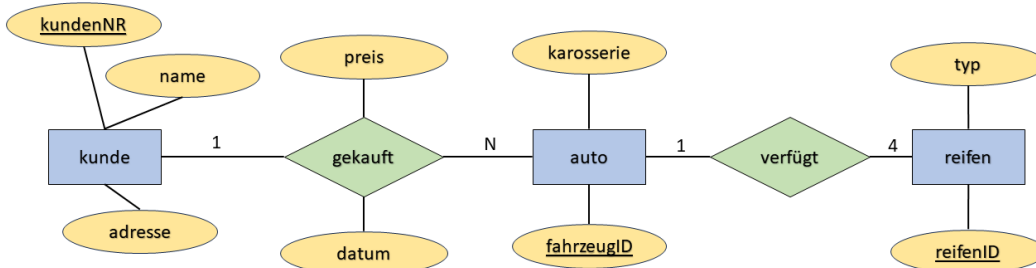 kundenNR
name
preis
karosserie
typ
kunde
1
gekauft
N
auto
1
verfügt
4
reifen
adresse
datum
fahrzeugID
reifenID